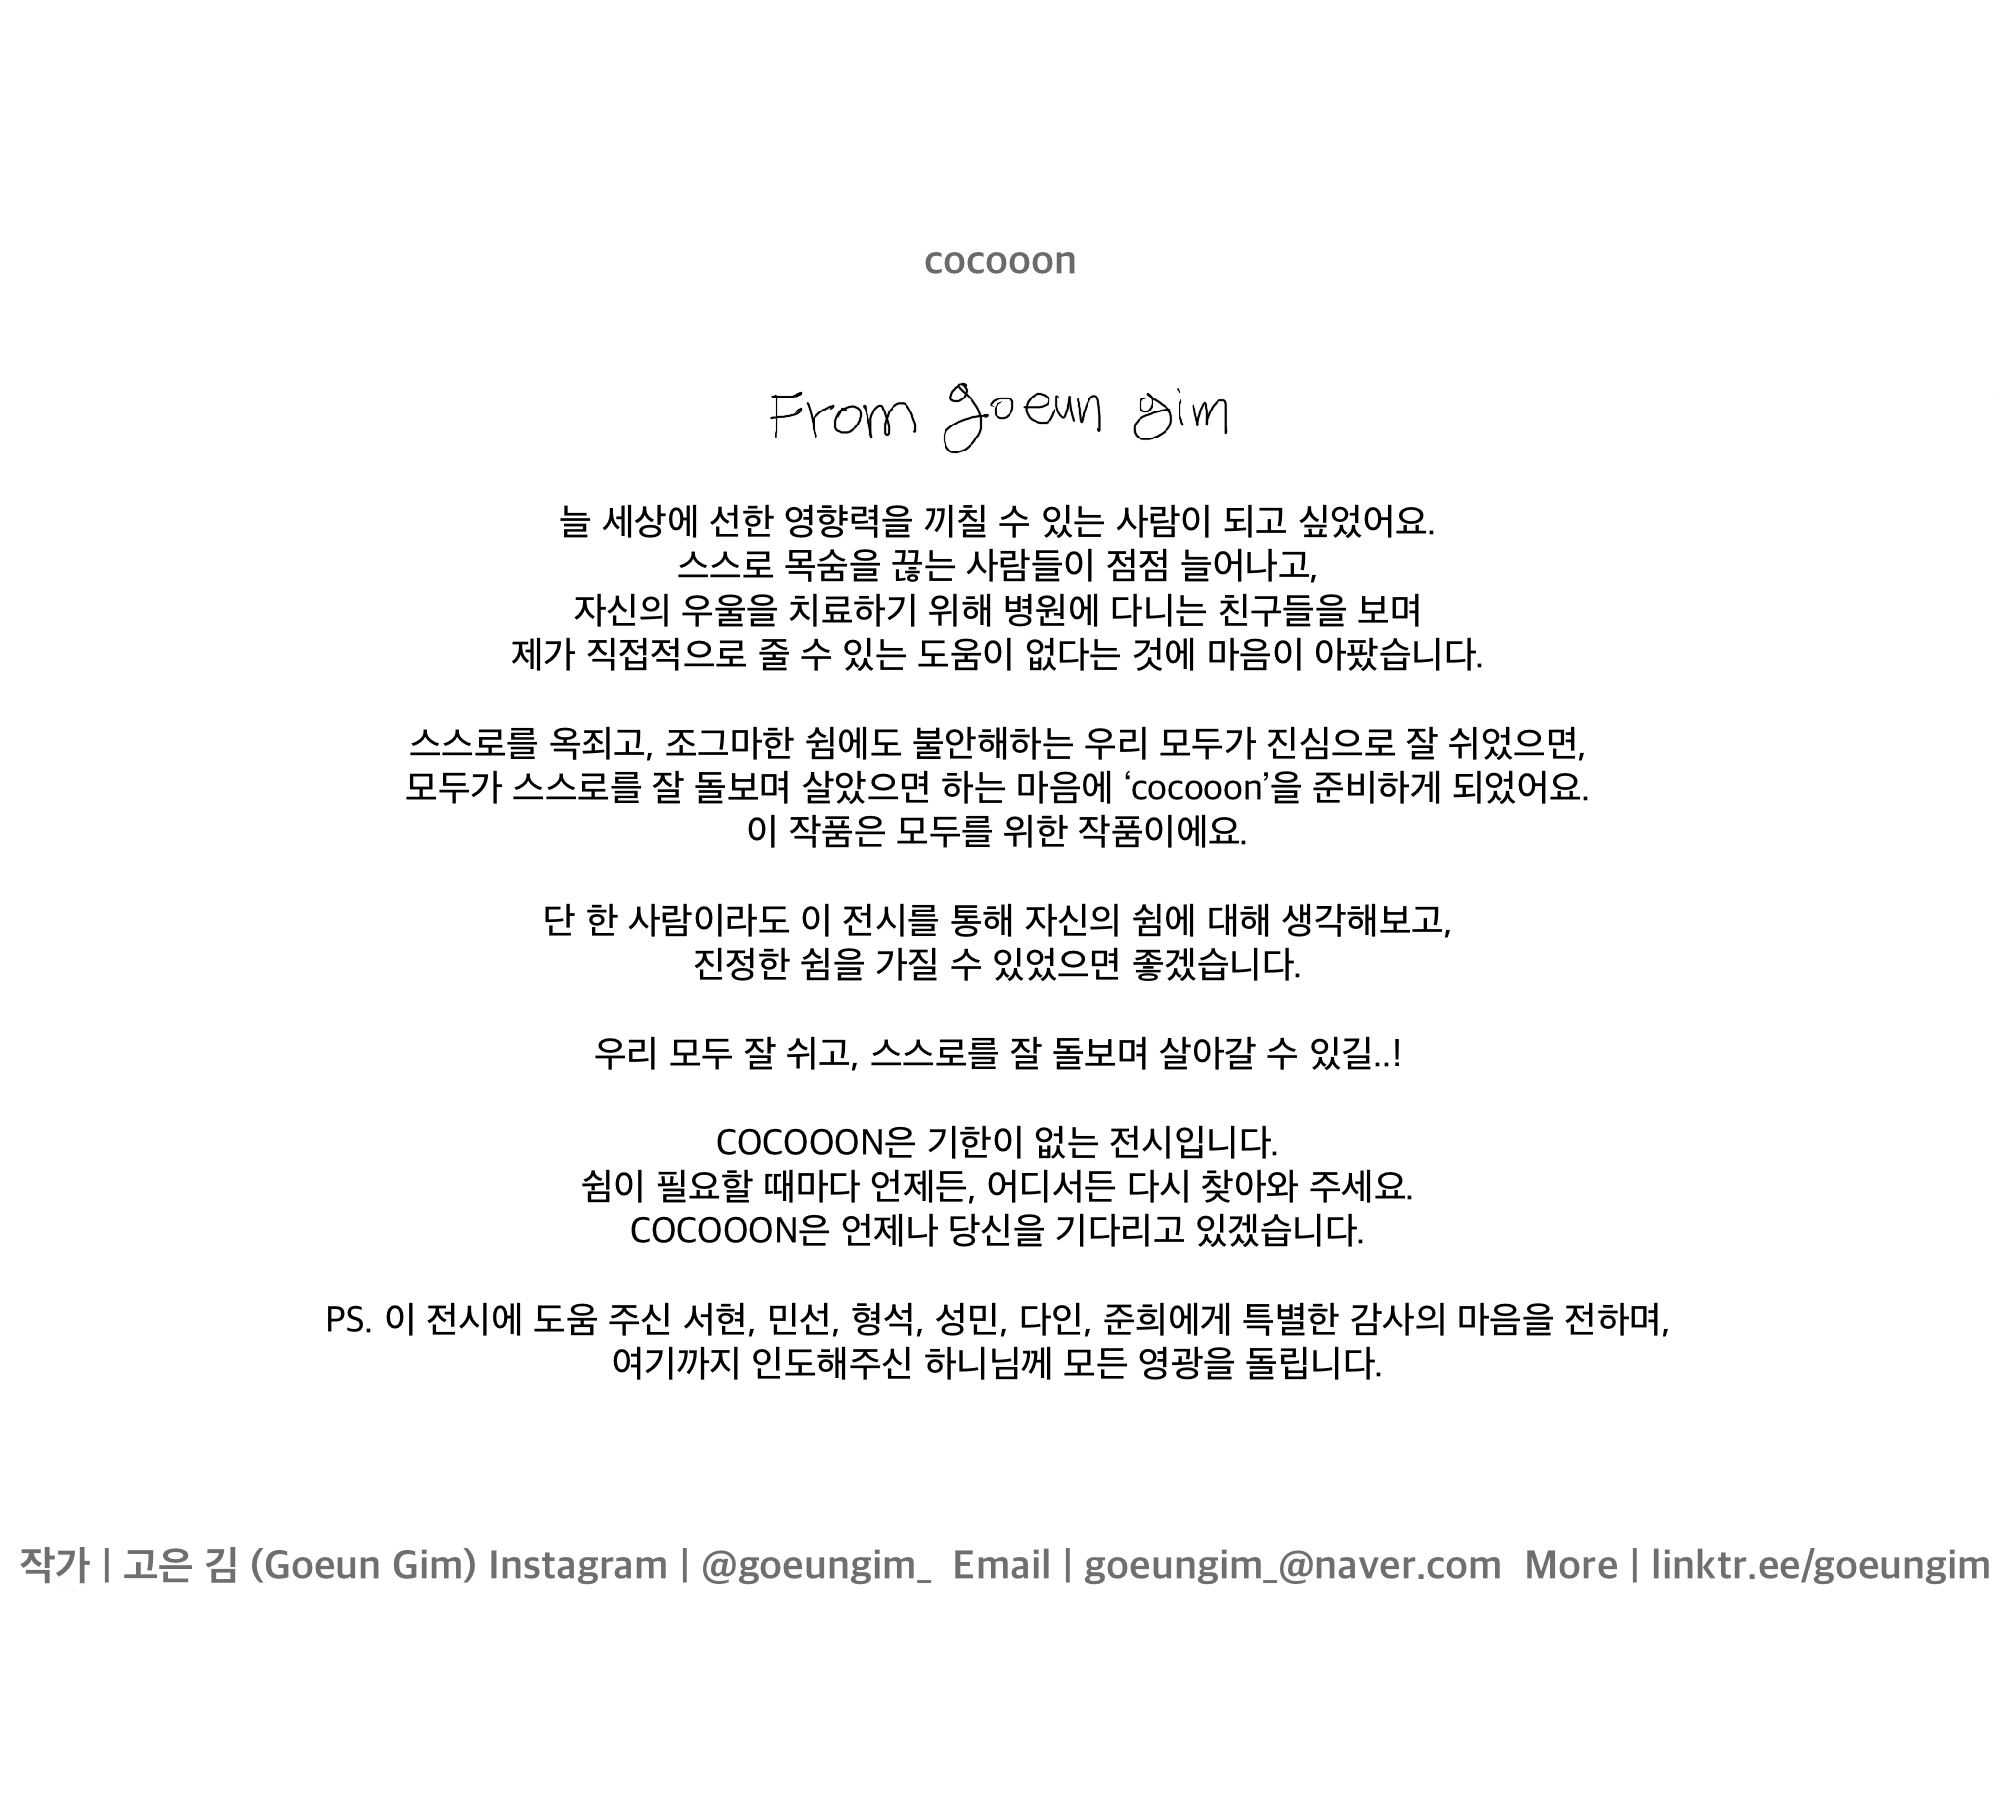 cocooon
From goeun gim
늘 세상에 선한 영향력을 끼칠 수 있는 사람이 되고 싶었어요.
스스로 목숨을 끊는 사람들이 점점 늘어나고,
자신의 우울을 치료하기 위해 병원에 다니는 친구들을 보며
제가 직접적으로 줄 수 있는 도움이 없다는 것에 마음이 아팠습니다.
스스로를 옥죄고, 조그마한 쉼에도 불안해하는 우리 모두가 진심으로 잘 쉬었으면,
모두가 스스로를 잘 돌보며 살았으면 하는 마음에 ‘cocooon’을 준비하게 되었어요.
이 작품은 모두를 위한 작품이에요.
단 한 사람이라도 이 전시를 통해 자신의 쉼에 대해 생각해보고,
진정한 쉼을 가질 수 있었으면 좋겠습니다.
우리 모두 잘 쉬고, 스스로를 잘 돌보며 살아갈 수 있길..!
COCOOON은 기한이 없는 전시입니다.
쉼이 필요할 때마다 언제든, 어디서든 다시 찾아와 주세요.
COCOOON은 언제나 당신을 기다리고 있겠습니다.
PS. 이 전시에 도움 주신 서현, 민선, 형석, 성민, 다인, 준희에게 특별한 감사의 마음을 전하며,
여기까지 인도해주신 하니님께 모든 영광을 돌립니다.
작가 | 고은 김 (Goeun Gim) Instagram | @goeungim_ Email | goeungim_@naver.com More | linktr.ee/goeungim